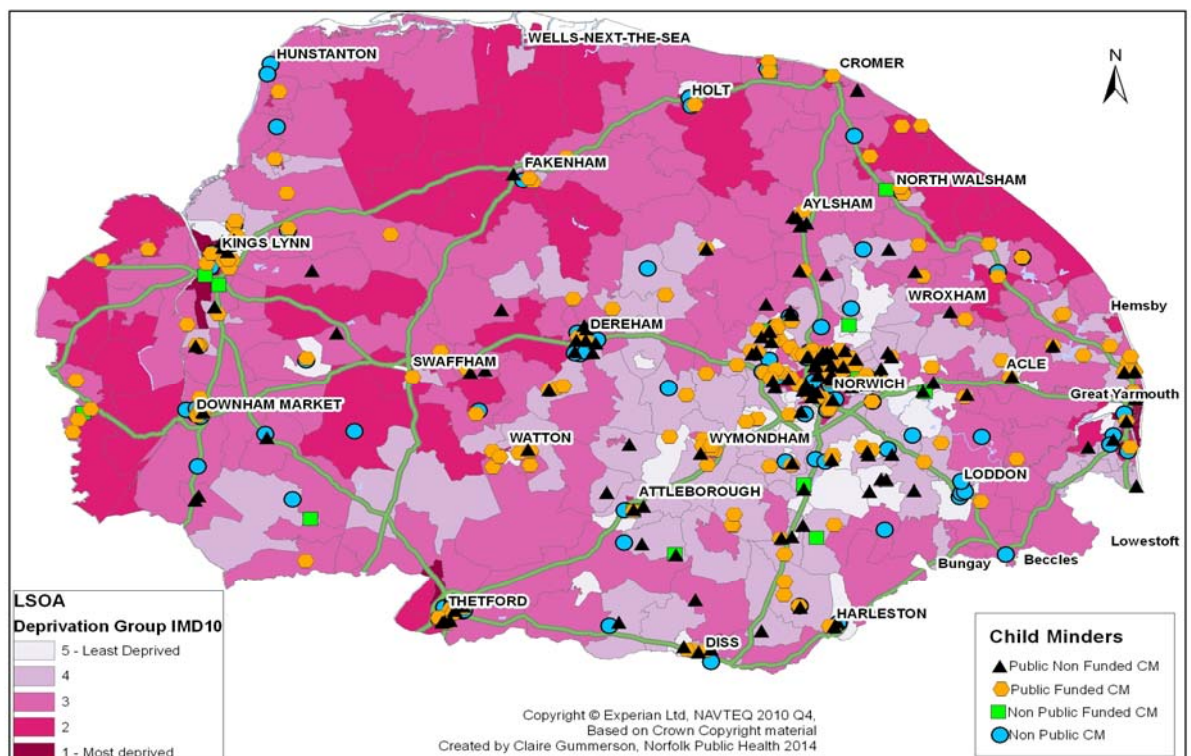 WELLS-NEXT-THE-SEA
HUNSTANTON
CROMER
N
HOLT
FAKENHAM
NORTH WALSHAM
AYLSHAM
KINGS LYNN
WROXHAM
Hemsby
DEREHAM
SWAFFHAM
ACLE
NORWICH
Great Yarmouth
DOWNHAM MARKET
WATTON
WYMONDHAM
LODDON
ATTLEBOROUGH
Lowestoft
Bungay
Beccles
THETFORD
HARLESTON
DISS
LSOA
Deprivation Group IMD10
5 - Least Deprived
4
3
2
1 - Most deprived
Child Minders
Public Non Funded CM
Public Funded CM
Non Public Funded CM
Non Public CM
Copyright © Experian Ltd, NAVTEQ 2010 Q4,
Based on Crown Copyright material
Created by Claire Gummerson, Norfolk Public Health 2014